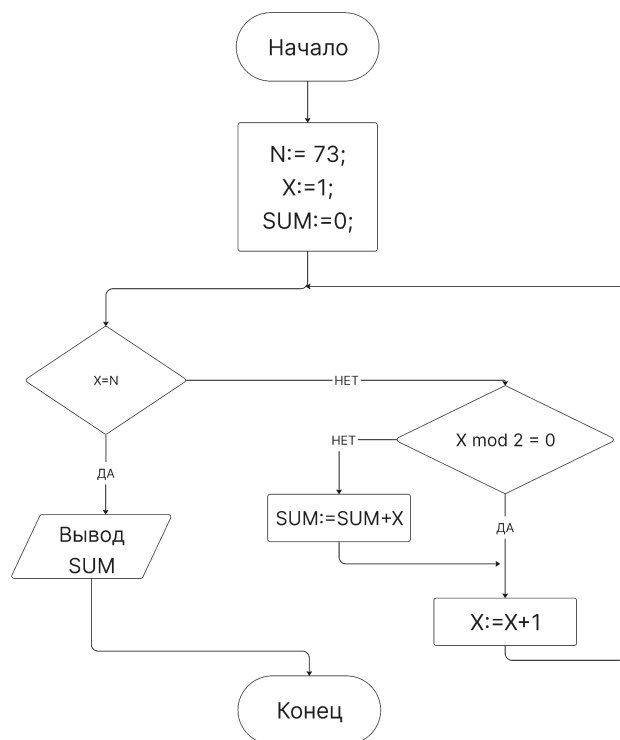 Начало
N:= 73;
X:=1;
SUM:=0;
X=N
НЕТ
X mod 2 = 0
НЕТ
ДА
SUM:=SUM+X
Вывод
SUM
ДА
X:=X+1
Конец